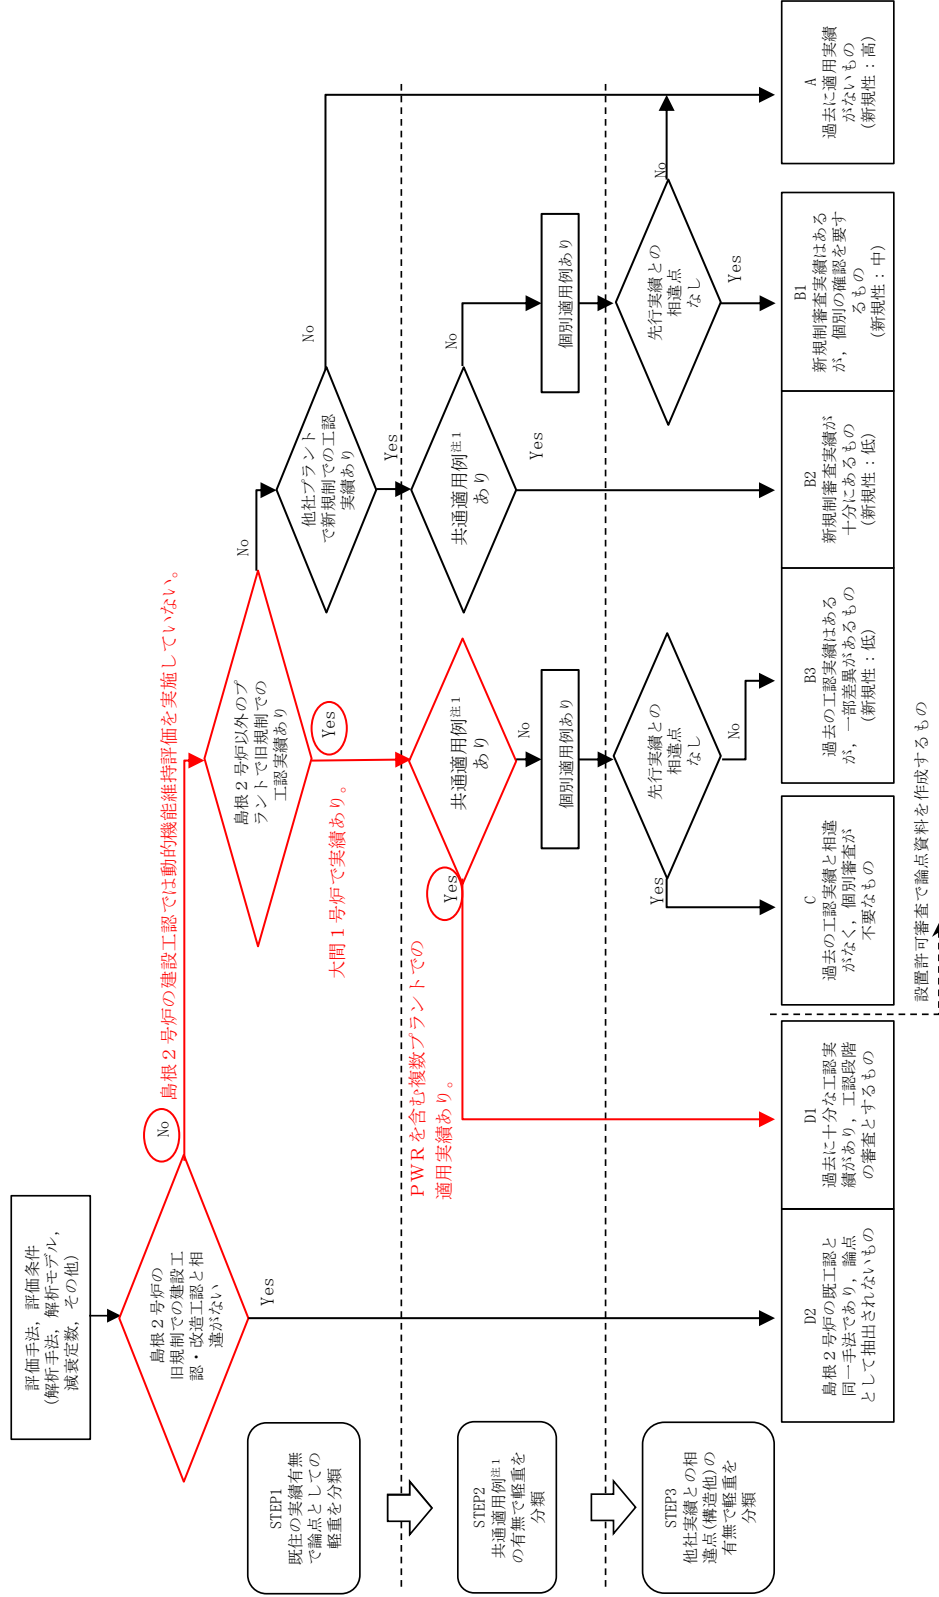 評価手法，評価条件
(解析手法，解析モデル，
減衰定数，その他)
島根２号炉の
旧規制での建設工
認・改造工認と相
違がない
No
Yes
島根２号炉の建設工認では動的機能維持評価を実施していない。
島根２号炉以外のプ
ラントで旧規制での
工認実績あり
No
Yes
大間１号炉で実績あり。
他社プラント
で新規制での工認
実績あり
No
Yes
STEP1
既住の実績有無
で論点としての
軽重を分類
共通適用例注１
あり
Yes
No
PWRを含む複数プラントでの
適用実績あり。
共通適用例注１
あり
Yes
No
個別適用例あり
個別適用例あり
STEP2
共通適用例注１
の有無で軽重を
分類
先行実績との
相違点
なし
Yes
No
先行実績との
相違点
なし
Yes
No
STEP3
他社実績との相
違点(構造他)の
有無で軽重を
分類
D2
島根２号炉の既工認と
同一手法であり，論点
として抽出されないもの
D1
過去に十分な工認実
績があり，工認段階
の審査とするもの
C
過去の工認実績と相違
がなく，個別審査が
不要なもの
B3
過去の工認実績はある
が，一部差異があるもの
(新規性：低)
B2
新規制審査実績が
十分にあるもの
(新規性：低)
B1
新規制審査実績はある
が，個別の確認を要す
るもの
(新規性：中)
A
過去に適用実績
がないもの
(新規性：高)
設置許可審査で論点資料を作成するもの